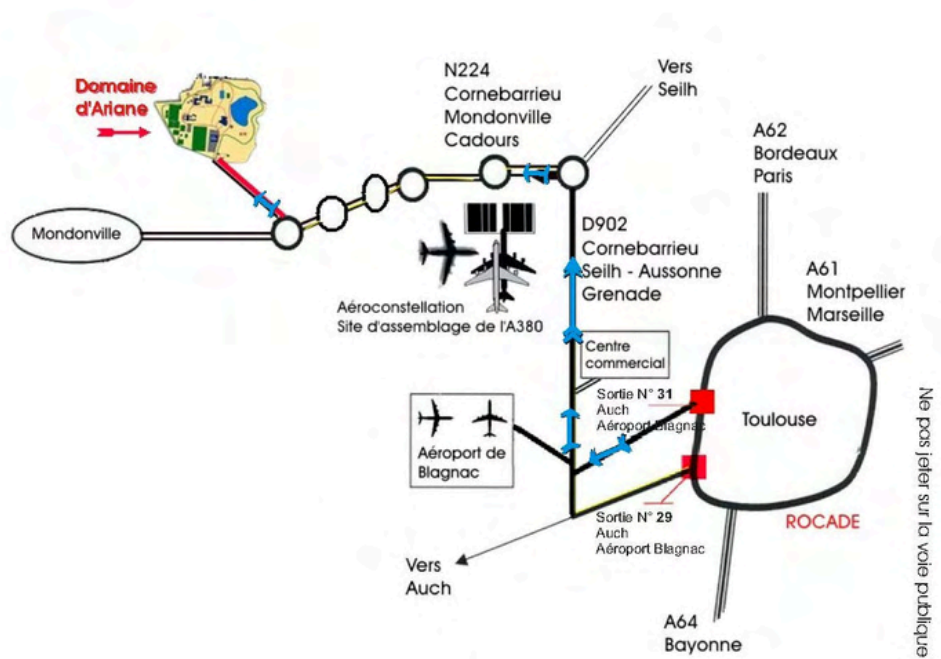 Domaine
d'Ariane
N224
Cornebarrieu
Mondonville
Cadours
Vers
Seilh
A62
Bordeaux
Paris
Mondonville
D902
Cornebarrieu
Seilh - Aussonne
Grenade
A61
Montpellier
Marseille
Aéroconstellation
Site d'assemblage de l'A380
Centre
commercial
Sortie N° 31
Auch
Aéroport Blagnac
Toulouse
Aéroport de
Blagnac
Sortie N° 29
Auch
Aéroport Blagnac
ROCADE
Vers
Auch
A64
Bayonne
Ne pas jeter sur la voie publique